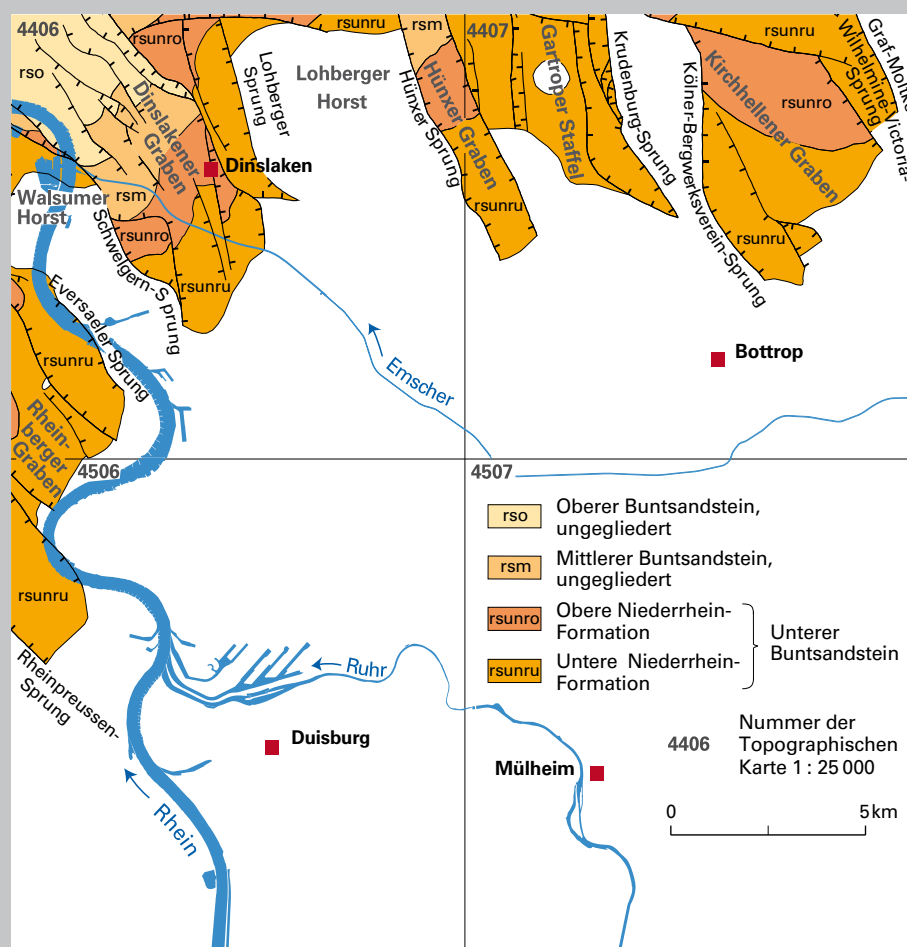 4406
rsunro
rsunru
rsm
4407
rsunru
Graf-Moltke-
Wilhelmine-Victoria-
Sprung
rso
Dinslakener
Graben
Lohberger
Sprung
Lohberger
Horst
Hünxer Sprung
Hünxer Graben
Gartroper Staffel
Krudenburg-Sprung
Kölner-Bergwerksverein-Sprung
Kirchhellener Graben
rsunro
Dinslaken
Walsumer
Horst
rsm
rsunro
rsunru
rsunru
rsunru
Schwelgern-Sprung
Eversaeler Sprung
rsunru
Rhein-
berger
Graben
Emscher
Bottrop
4506
4507
rso
Oberer Buntsandstein,
ungegliedert
rsm
Mittlerer Buntsandstein,
ungegliedert
rsunro
Obere Niederrhein-
Formation
rsunru
Untere Niederrhein-
Formation
Unterer
Buntsandstein
rsunru
Rheinpreussen-
Sprung
Ruhr
Duisburg
Mülheim
Rhein
4406
Nummer der
Topographischen
Karte 1 : 25 000
0 5 km